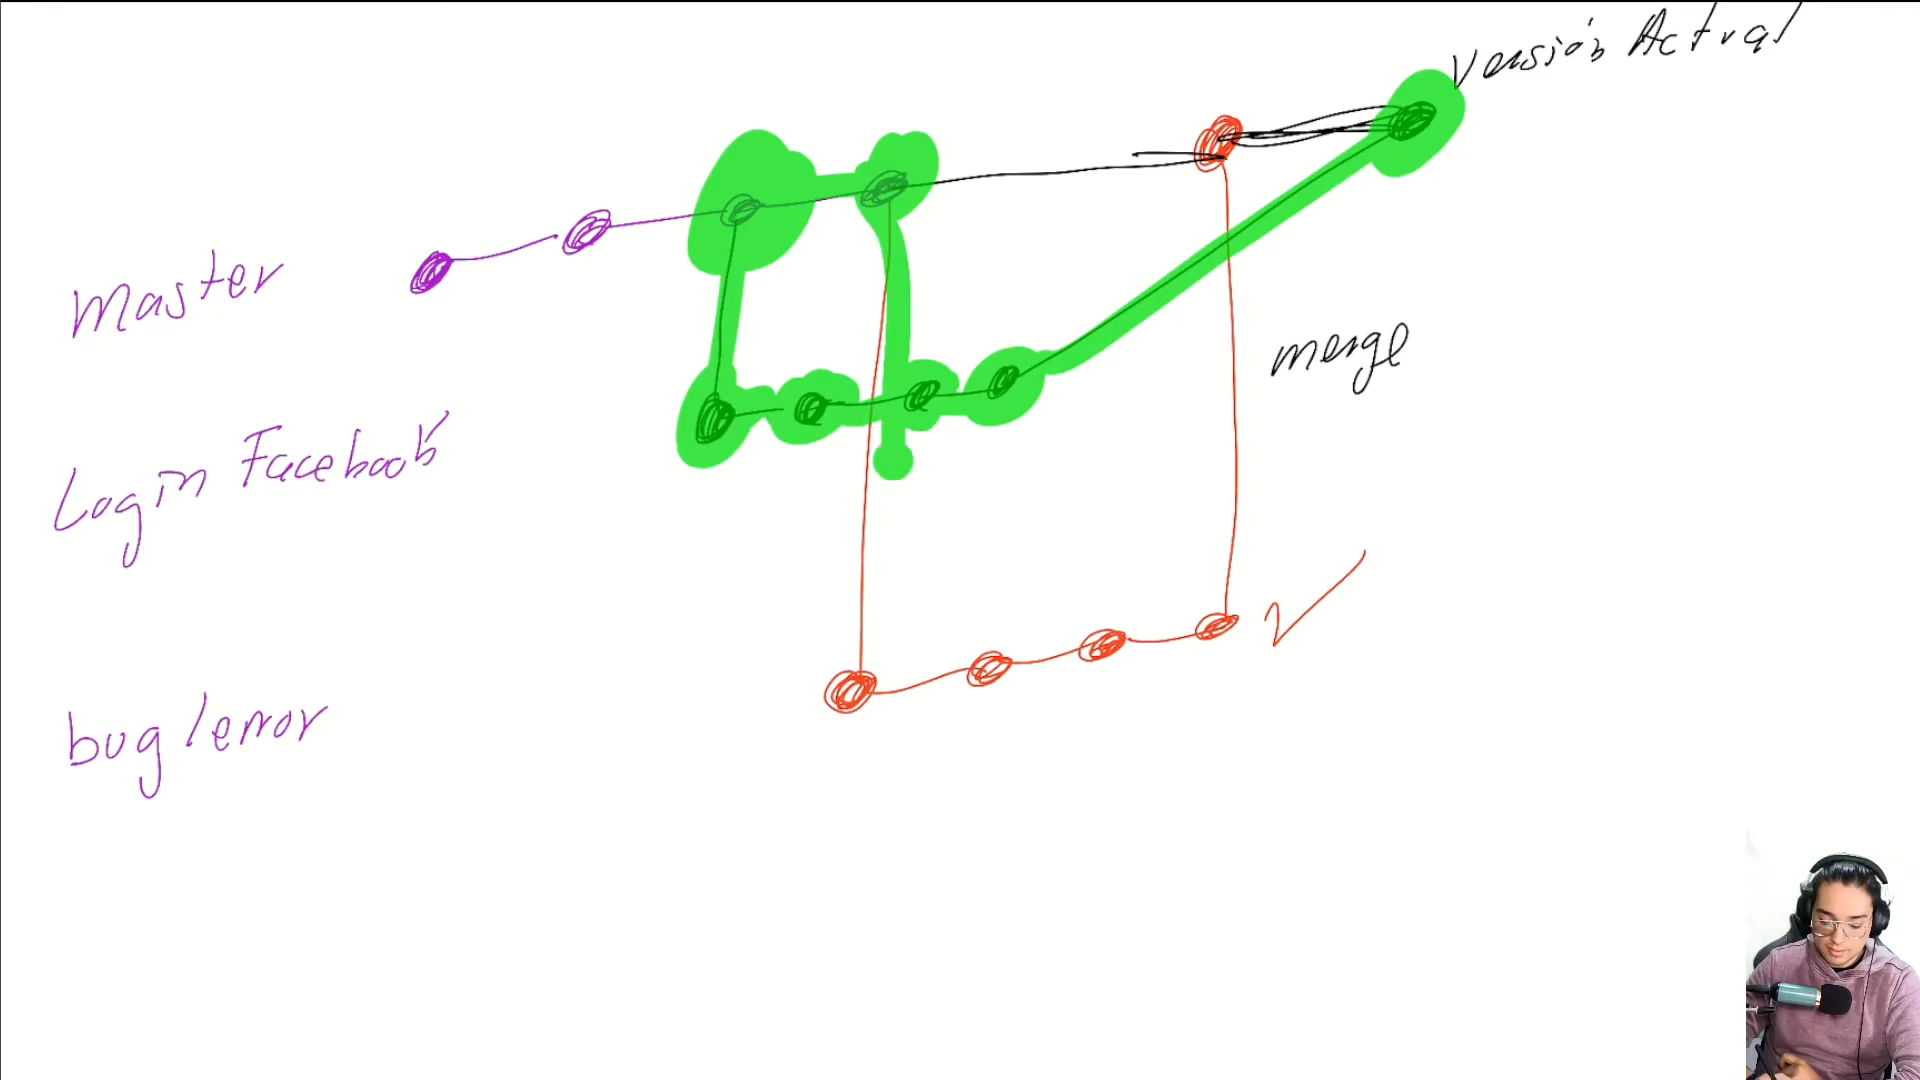 versión Actual
Master
merge
Login Facebook
bug/error